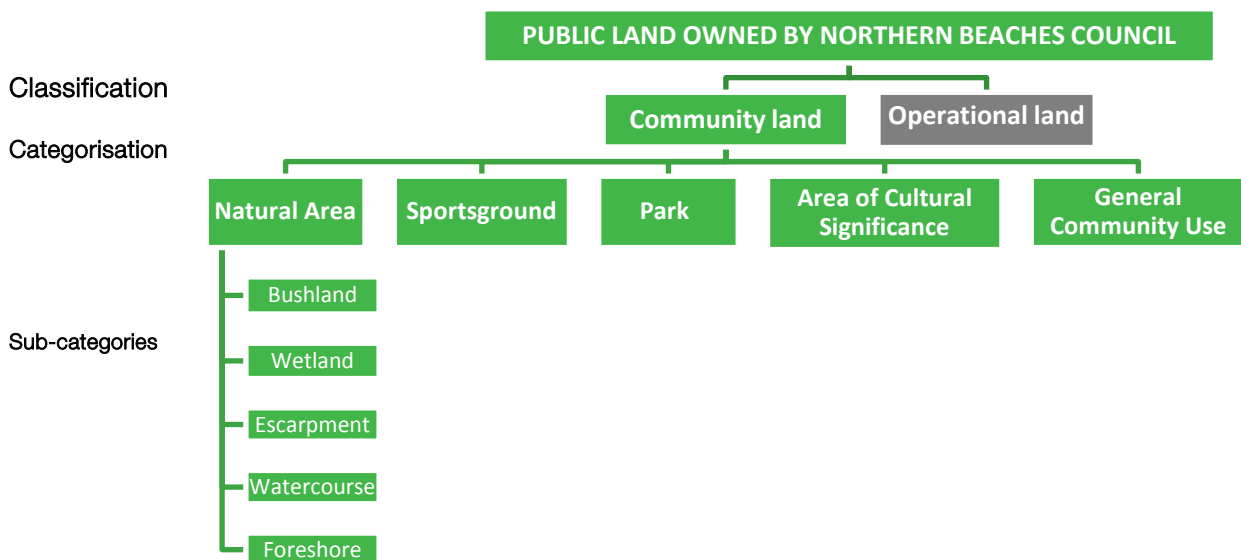 PUBLIC LAND OWNED BY NORTHERN BEACHES COUNCIL
Classification
Community land
Operational land
Categorisation
Natural Area
Sportsground
Park
Area of Cultural
Significance
General
Community Use
Bushland
Sub-categories
Wetland
Escarpment
Watercourse
Foreshore